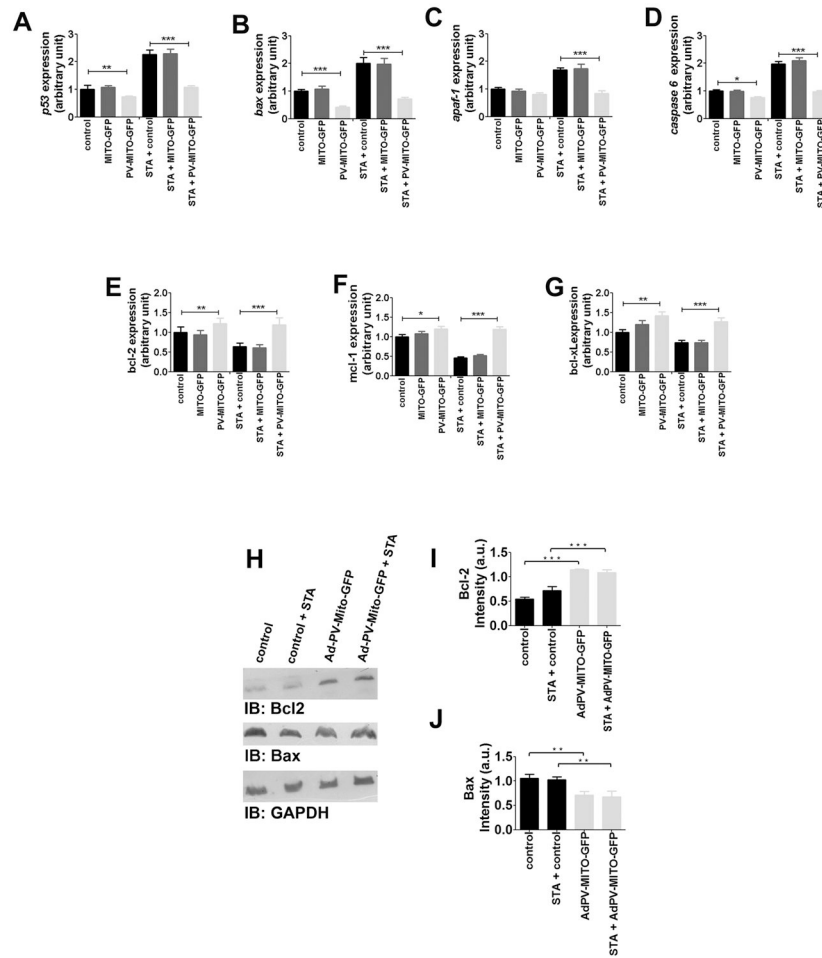 A
p53 expression
(arbitrary unit)
3
2
1
0
**
***
control
MITO-GFP
PV-MITO-GFP
STA + control
STA + MITO-GFP
STA + PV-MITO-GFP
B
bax expression
(arbitrary unit)
3
2
1
0
***
***
control
MITO-GFP
PV-MITO-GFP
STA + control
STA + MITO-GFP
STA + PV-MITO-GFP
C
apaf-1 expression
(arbitrary unit)
3
2
1
0
***
control
MITO-GFP
PV-MITO-GFP
STA + control
STA + MITO-GFP
STA + PV-MITO-GFP
D
caspase 6 expression
(arbitrary unit)
3
2
1
0
*
***
control
MITO-GFP
PV-MITO-GFP
STA + control
STA + MITO-GFP
STA + PV-MITO-GFP
E
bcl-2 expression
(arbitrary unit)
2.0
1.5
1.0
0.5
0.0
**
***
control
MITO-GFP
PV-MITO-GFP
STA + control
STA + MITO-GFP
STA + PV-MITO-GFP
F
mcl-1 expression
(arbitrary unit)
2.0
1.5
1.0
0.5
0.0
*
***
control
MITO-GFP
PV-MITO-GFP
STA + control
STA + MITO-GFP
STA + PV-MITO-GFP
G
bcl-xLexpression
(arbitrary unit)
2.0
1.5
1.0
0.5
0.0
**
***
control
MITO-GFP
PV-MITO-GFP
STA + control
STA + MITO-GFP
STA + PV-MITO-GFP
H
control
control + STA
Ad-PV-Mito-GFP
Ad-PV-Mito-GFP + STA
IB: Bcl2
IB: Bax
IB: GAPDH
I
Bcl-2
Intensity (a.u.)
1.5
1.0
0.5
0.0
***
***
control
STA + control
AdPV-MITO-GFP
STA + AdPV-MITO-GFP
J
Bax
Intensity (a.u.)
1.5
1.0
0.5
0.0
**
**
control
STA + control
AdPV-MITO-GFP
STA + AdPV-MITO-GFP